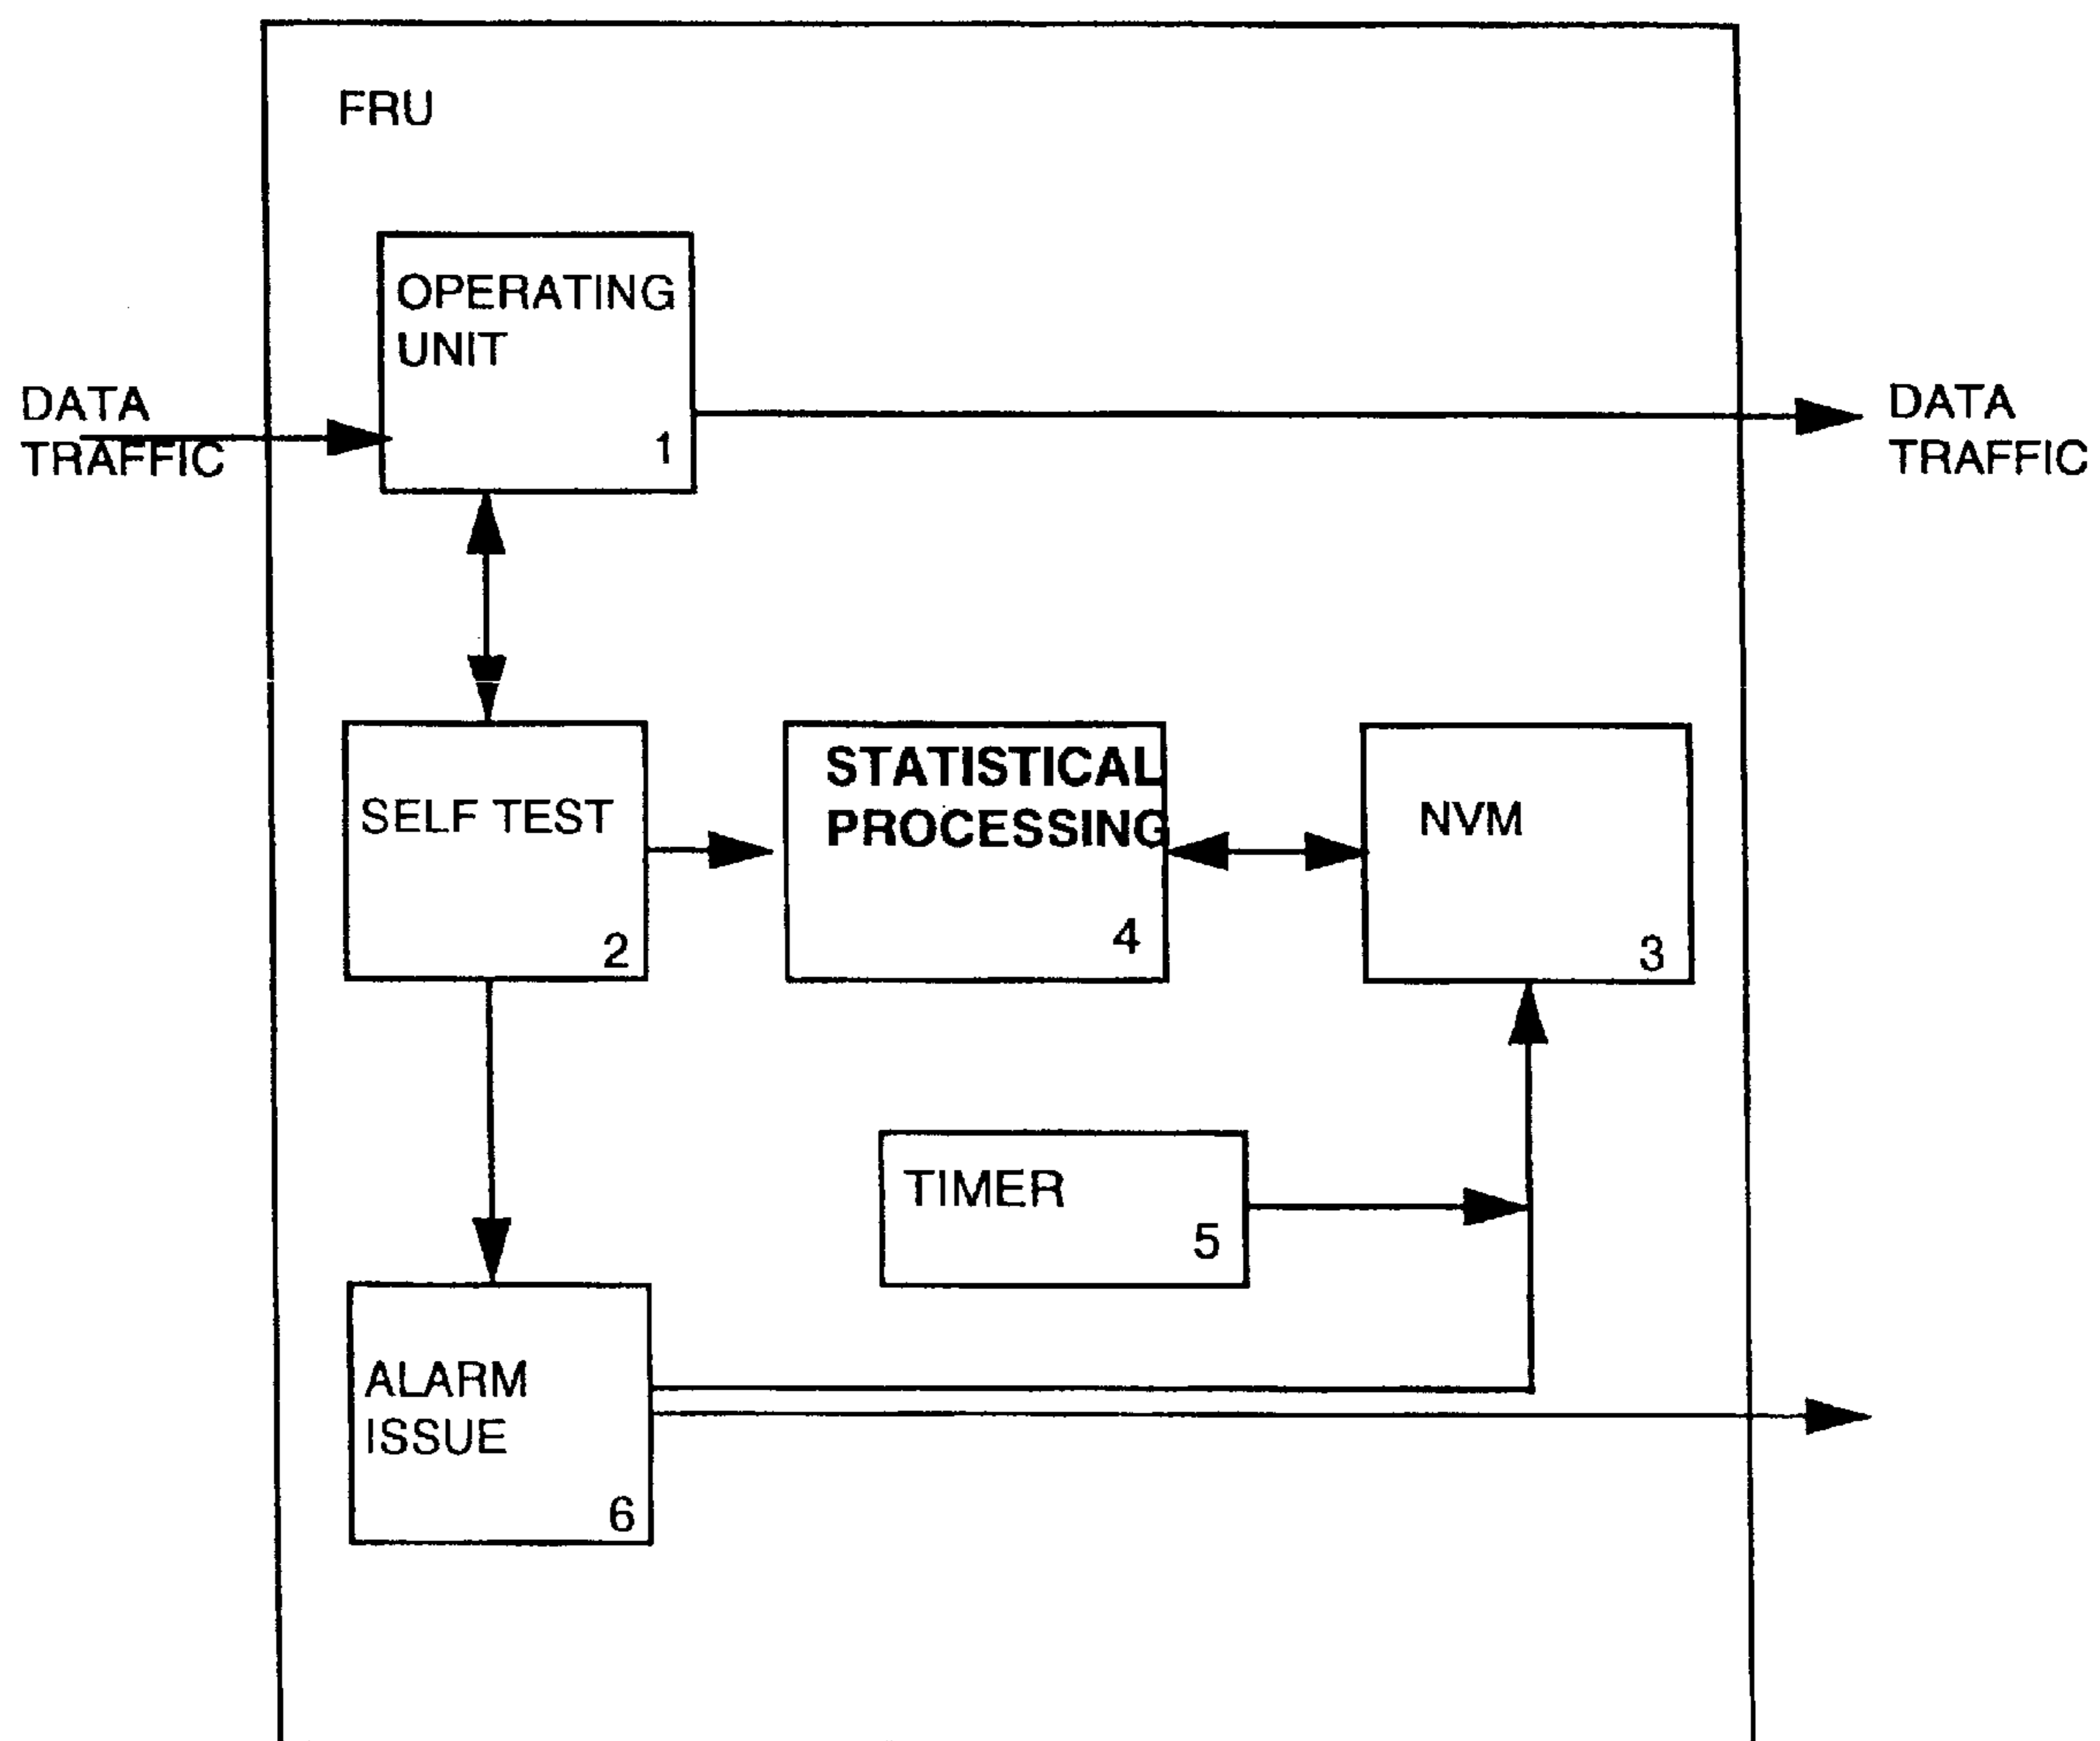 FRU
OPERATING
UNIT
1
DATA
TRAFFIC
DATA
TRAFFIC
SELF TEST
2
STATISTICAL
PROCESSING
4
NVM
3
TIMER
5
ALARM
ISSUE
6